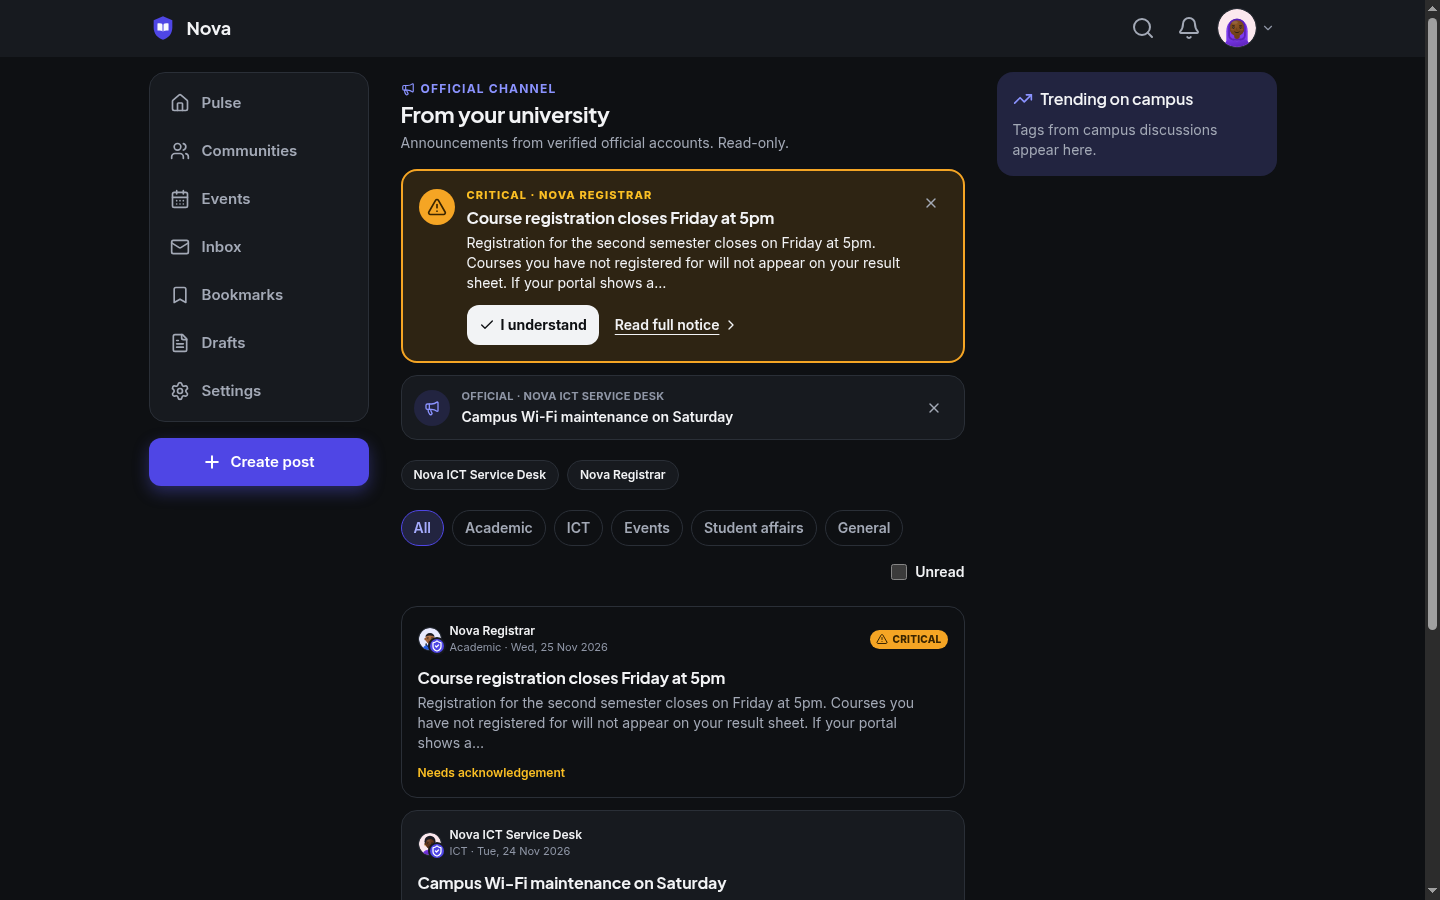 Nova
Pulse
Communities
Events
Inbox
Bookmarks
Drafts
Settings
Create post
OFFICIAL CHANNEL
From your university
Announcements from verified official accounts. Read-only.
CRITICAL · NOVA REGISTRAR
Course registration closes Friday at 5pm
Registration for the second semester closes on Friday at 5pm.
Courses you have not registered for will not appear on your result
sheet. If your portal shows a...
I understand
Read full notice
OFFICIAL · NOVA ICT SERVICE DESK
Campus Wi-Fi maintenance on Saturday
Nova ICT Service Desk
Nova Registrar
All
Academic
ICT
Events
Student affairs
General
Unread
Nova Registrar
Academic · Wed, 25 Nov 2026
CRITICAL
Course registration closes Friday at 5pm
Registration for the second semester closes on Friday at 5pm. Courses you
have not registered for will not appear on your result sheet. If your portal
shows a...
Needs acknowledgement
Nova ICT Service Desk
ICT · Tue, 24 Nov 2026
Campus Wi-Fi maintenance on Saturday
Trending on campus
Tags from campus discussions
appear here.